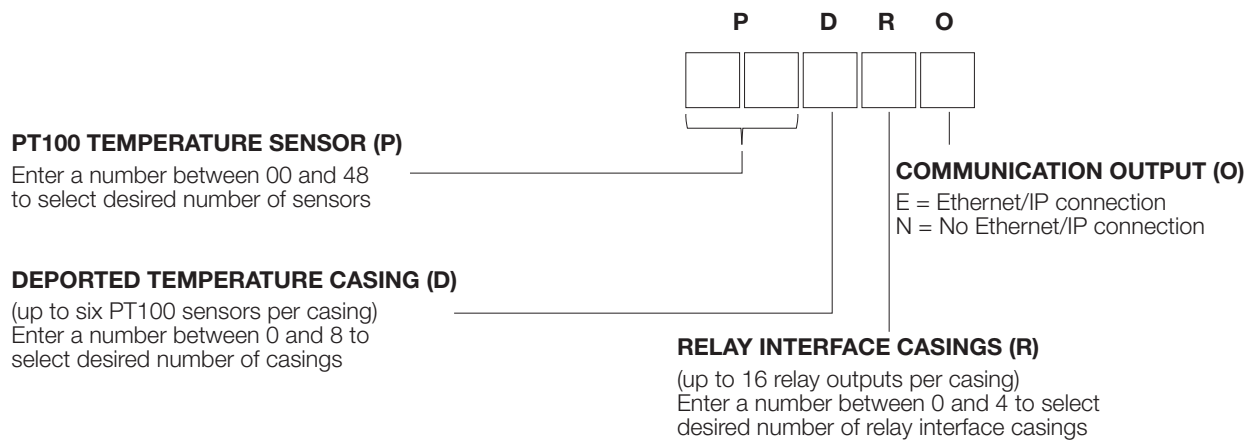 P D R O
PT100 TEMPERATURE SENSOR (P)
Enter a number between 00 and 48
to select desired number of sensors
COMMUNICATION OUTPUT (O)
E = Ethernet/IP connection
N = No Ethernet/IP connection
DEPORTED TEMPERATURE CASING (D)
(up to six PT100 sensors per casing)
Enter a number between 0 and 8 to
select desired number of casings
RELAY INTERFACE CASINGS (R)
(up to 16 relay outputs per casing)
Enter a number between 0 and 4 to select
desired number of relay interface casings